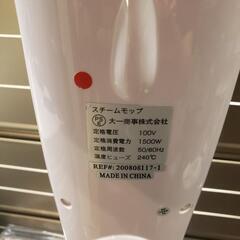 スチームモップ
PSE
大一商事株式会社
定格電圧 100V
定格消費電力 1500W
定格周波数 50/60Hz
温度ヒューズ 240℃
REF#: 200805117-1
MADE IN CHINA